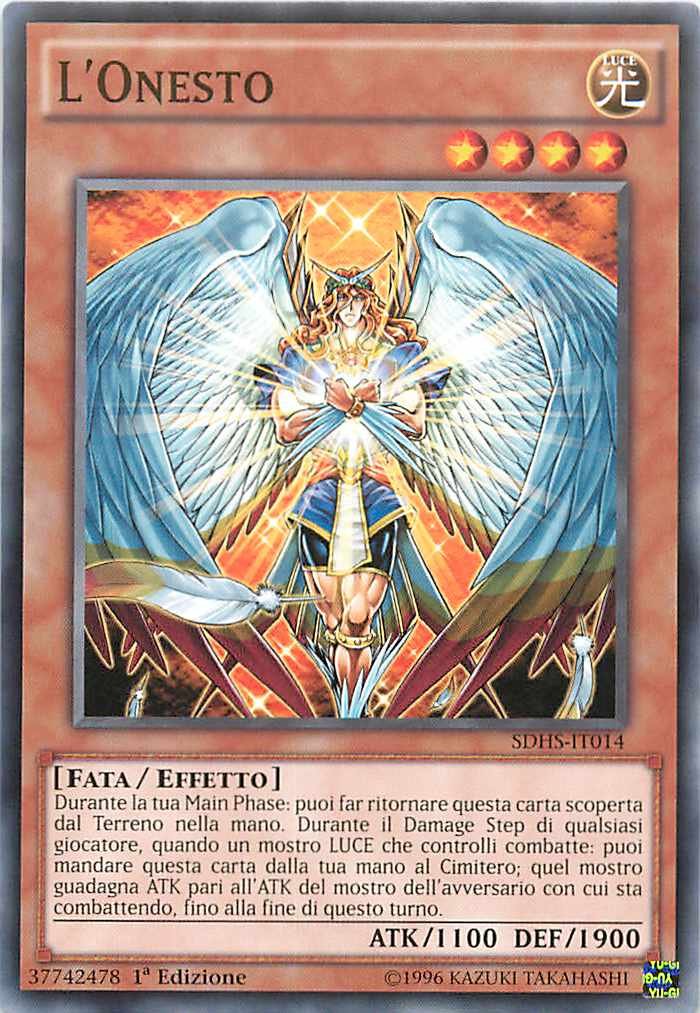 L'Onesto
LUCE
光
SDHS-IT014
[Fata / Effetto]
Durante la tua Main Phase: puoi far ritornare questa carta scoperta
dal Terreno nella mano. Durante il Damage Step di qualsiasi
giocatore, quando un mostro LUCE che controlli combatte: puoi
mandare questa carta dalla tua mano al Cimitero; quel mostro
guadagna ATK pari all'ATK del mostro dell'avversario con cui sta
combattendo, fino alla fine di questo turno.
ATK/1100 DEF/1900
37742478 1ª Edizione ©1996 KAZUKI TAKAHASHI
YU-GI
YU-GI